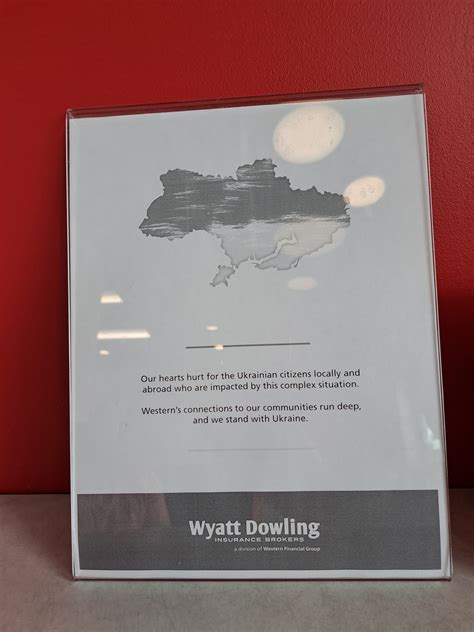 Our hearts hurt for the Ukrainian citizens locally and
abroad who are impacted by this complex situation.
Western's connections to our communities run deep,
and we stand with Ukraine.
Wyatt Dowling
INSURANCE BROKERS
a division of Western Financial Group